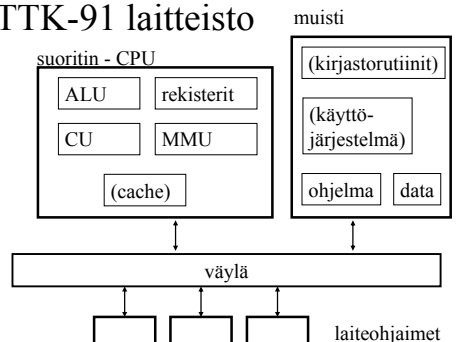 TTK-91 laitteisto
suoritin - CPU
ALU
rekisterit
CU
MMU
(cache)
muisti
(kirjastorutiinit)
(käyttö-
järjestelmä)
ohjelma
data
väylä
laiteohjaimet